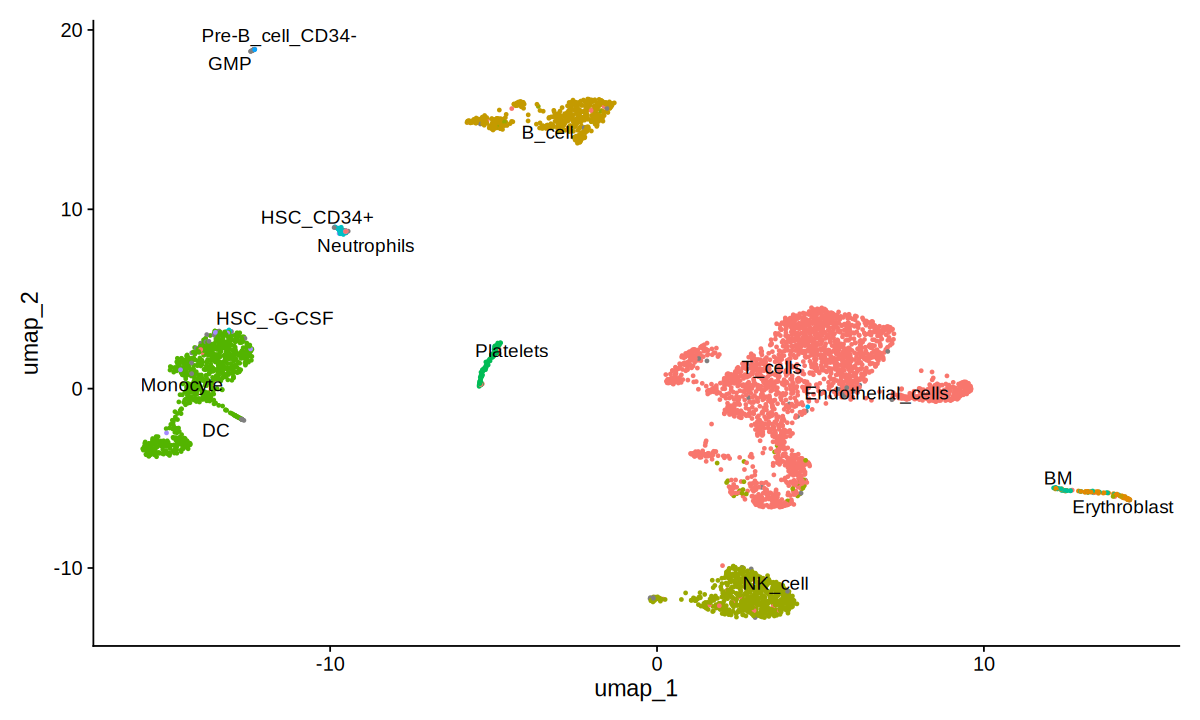 20
Pre-B_cell_CD34-
GMP
B_cell
10
HSC_CD34+
Neutrophils
HSC_-G-CSF
Platelets
T_cells
Monocyte
0
Endothelial_cells
DC
BM
Erythroblast
-10
NK_cell
-10
0
10
umap_1
umap_2